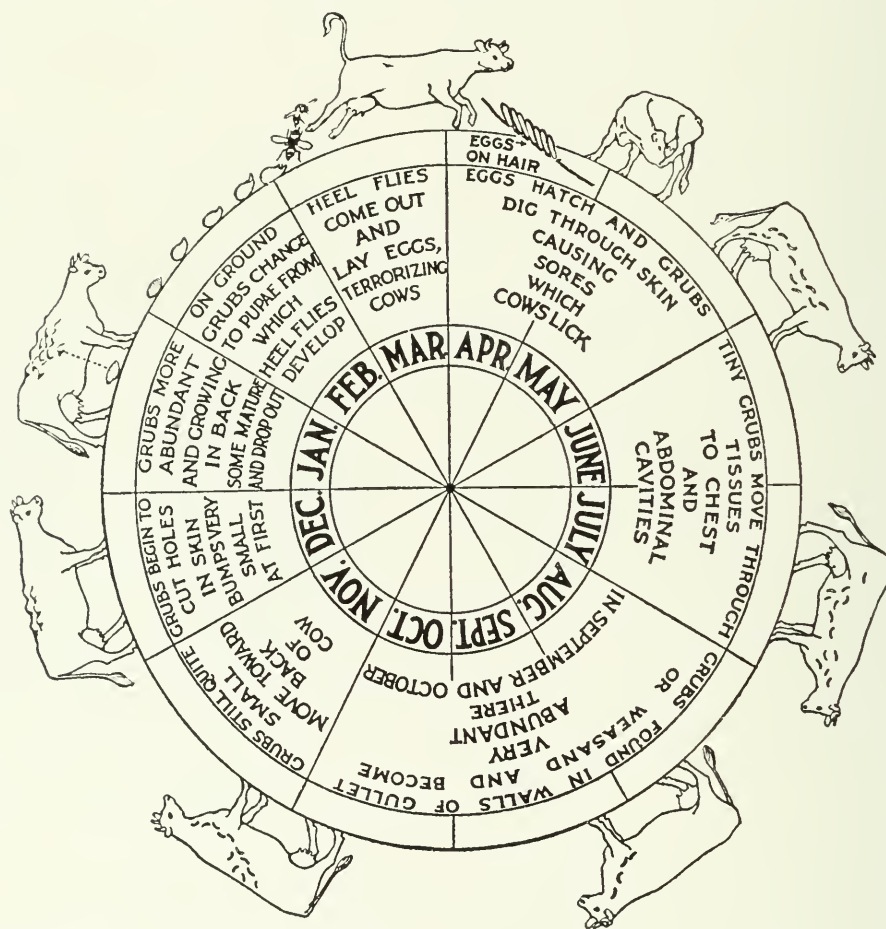 EGGS→
ON HAIR
HEEL FLIES
COME OUT
AND
LAY EGGS,
TERRORIZING
COWS
EGGS HATCH AND GRUBS
DIG THROUGH SKIN
CAUSING
SORES
WHICH
COWS LICK
TINY GRUBS MOVE THROUGH
TISSUES
TO CHEST
AND
ABDOMINAL
CAVITIES
GRUBS FOUND IN WALLS OF GULLET
OR WEASAND AND BECOME
VERY
ABUNDANT
THERE
IN SEPTEMBER AND OCTOBER
GRUBS STILL QUITE
SMALL
MOVE TOWARD
BACK
OF
COW
GRUBS BEGIN TO
CUT HOLES
IN SKIN
BUMPS VERY
SMALL
AT FIRST
GRUBS MORE
ABUNDANT
AND GROWING
IN BACK
SOME MATURE
AND DROP OUT
ON GROUND
GRUBS CHANGE
TO PUPAE FROM
WHICH
HEEL FLIES
DEVELOP
JAN.
FEB.
MAR.
APR.
MAY
JUNE
JULY
AUG.
SEPT.
OCT.
NOV.
DEC.